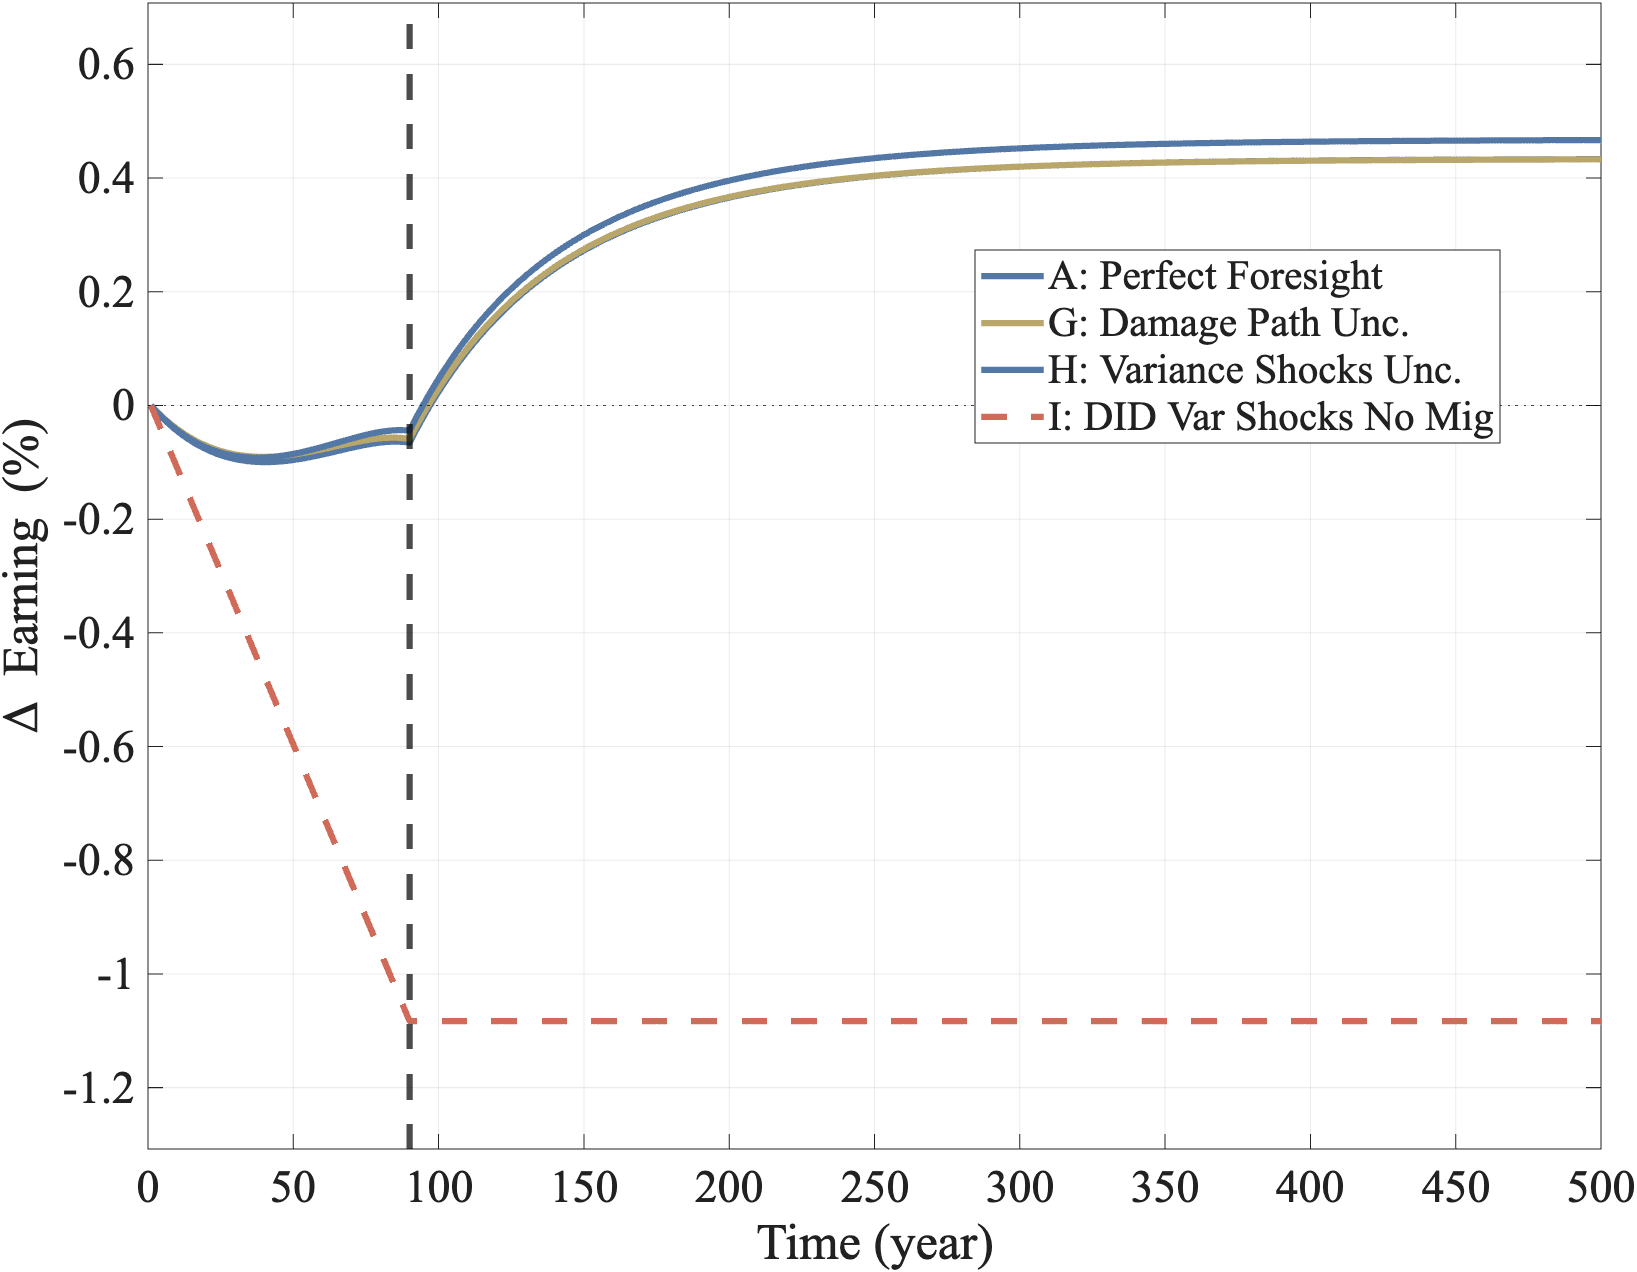 0.6
0.4
0.2
0
-0.2
-0.4
-0.6
-0.8
-1
-1.2
Δ Earning (%)
A: Perfect Foresight
G: Damage Path Unc.
H: Variance Shocks Unc.
I: DID Var Shocks No Mig
0 50 100 150 200 250 300 350 400 450 500
Time (year)